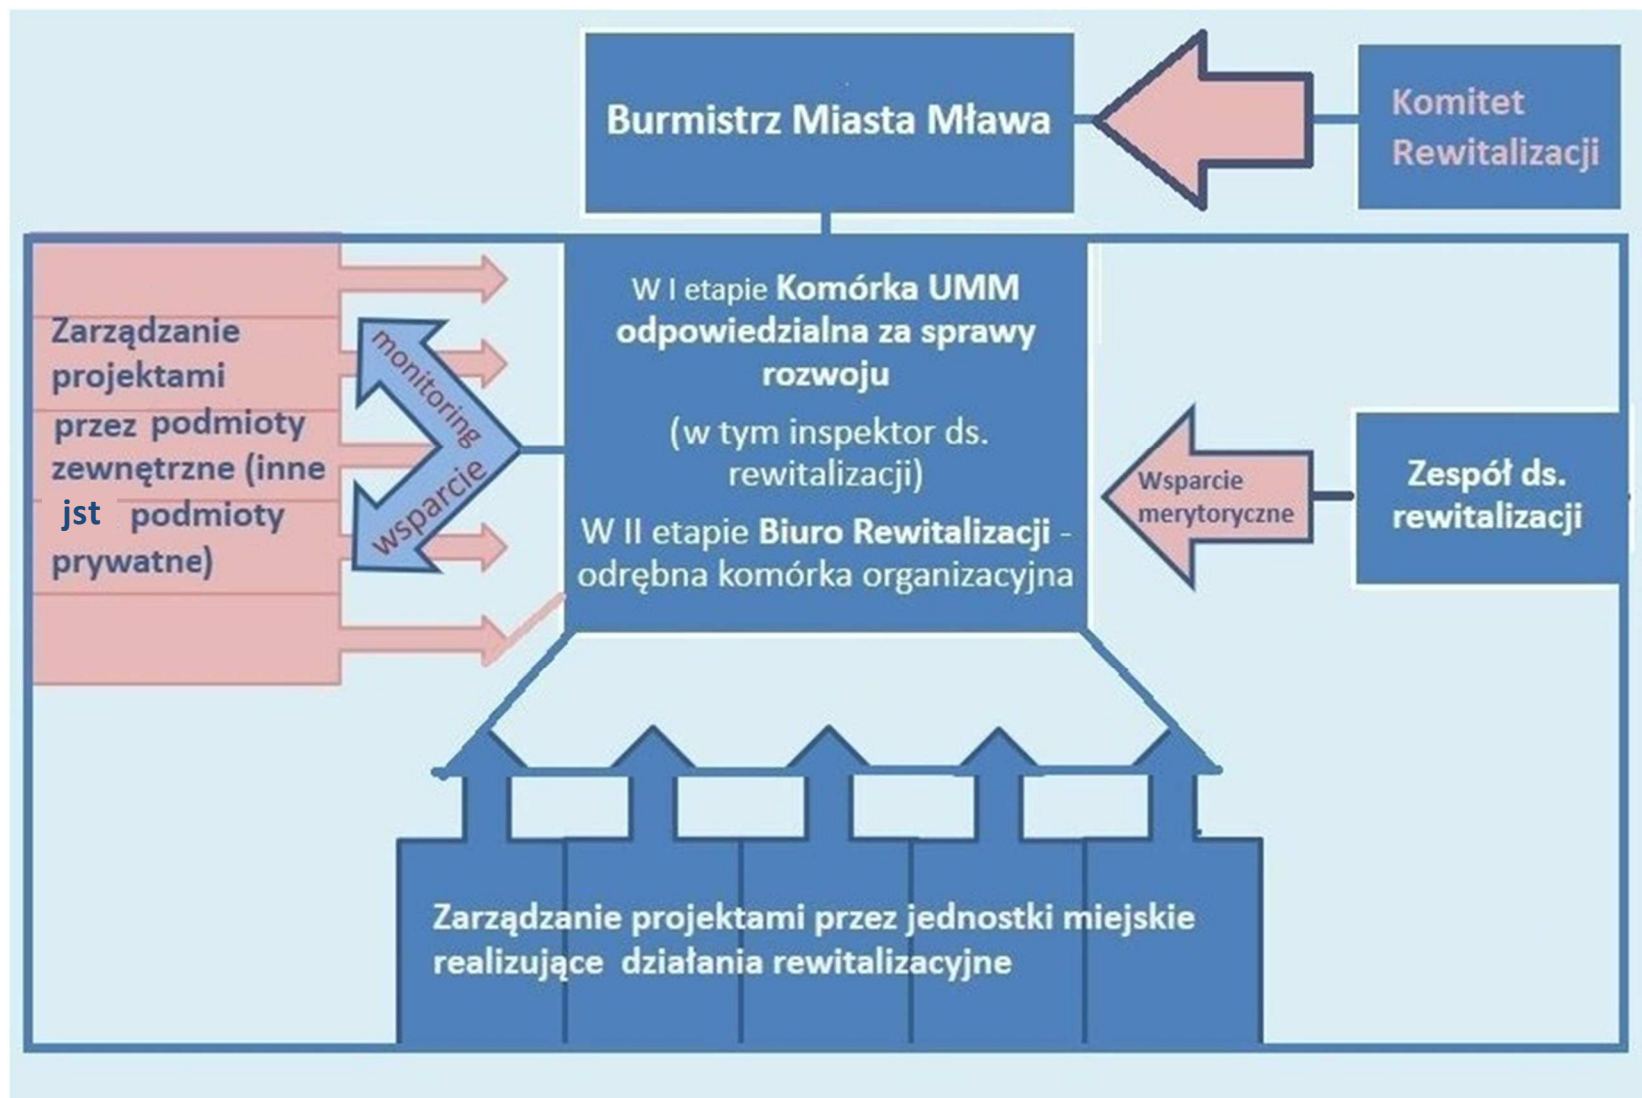 Burmistrz Miasta Mława
Komitet
Rewitalizacji
W I etapie Komórka UMM
odpowiedzialna za sprawy
rozwoju
(w tym inspektor ds.
rewitalizacji)
W II etapie Biuro Rewitalizacji -
odrębna komórka organizacyjna
Zarządzanie
projektami
przez podmioty
zewnętrzne (inne
jst podmioty
prywatne)
monitoring
wsparcie
Wsparcie
merytoryczne
Zespół ds.
rewitalizacji
Zarządzanie projektami przez jednostki miejskie
realizujące działania rewitalizacyjne